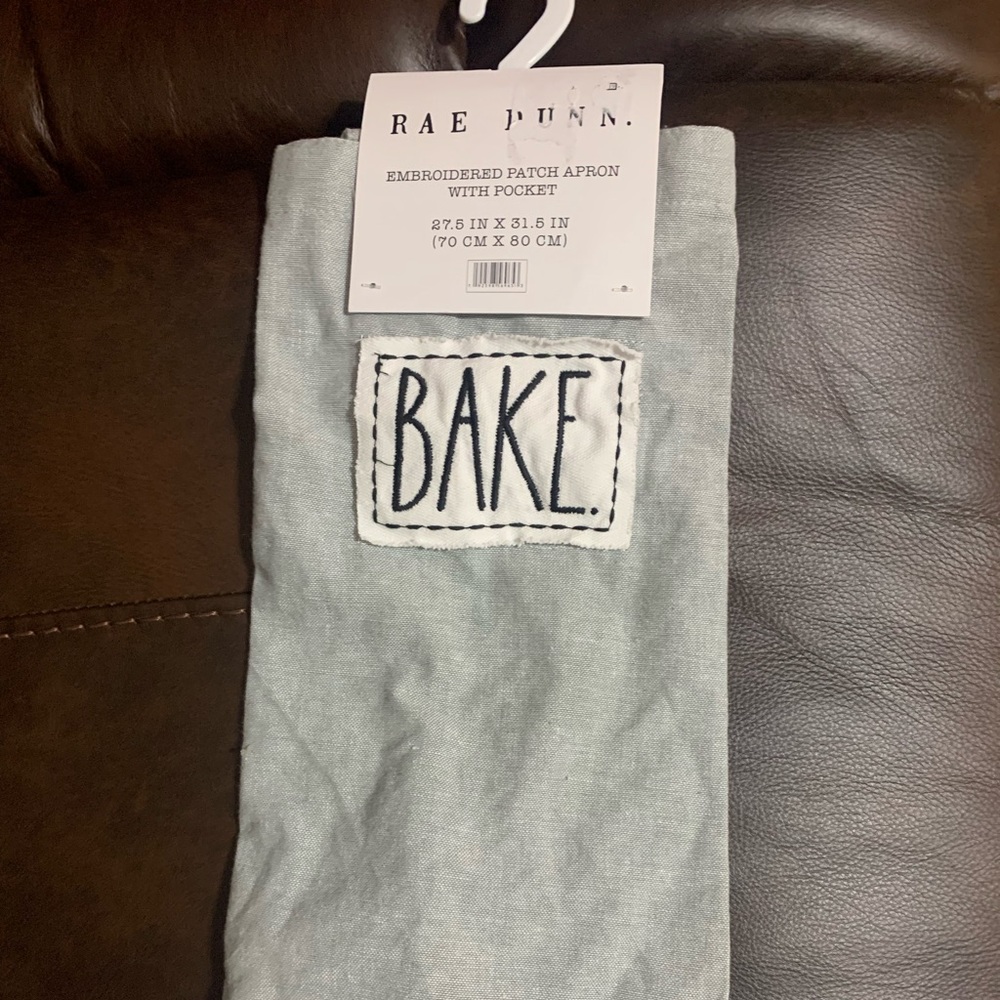 RAE DUNN.
EMBROIDERED PATCH APRON
WITH POCKET
27.5 IN X 31.5 IN
(70 CM X 80 CM)
BAKE.